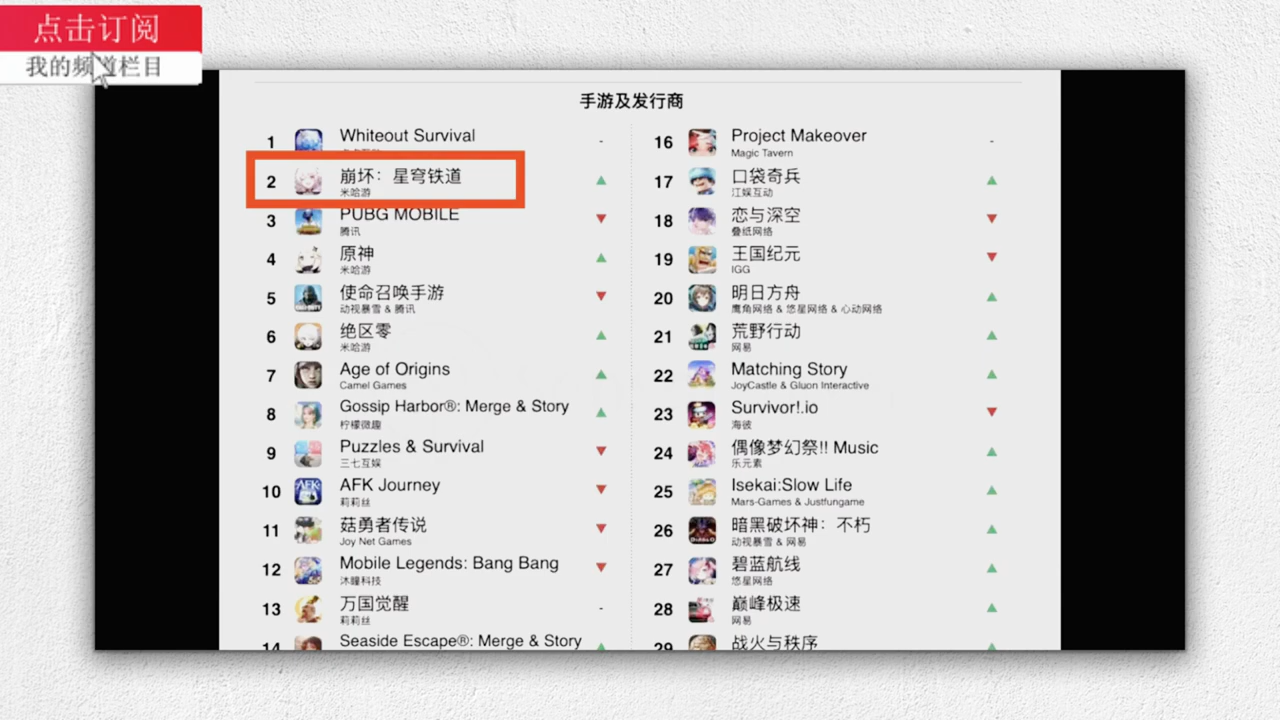 点击订阅
我的频道栏目
手游及发行商
1
Whiteout Survival
-
2
崩坏：星穹铁道
米哈游
3
PUBG MOBILE
腾讯
4
原神
米哈游
5
使命召唤手游
动视暴雪 & 腾讯
6
绝区零
米哈游
7
Age of Origins
Camel Games
8
Gossip Harbor®: Merge & Story
柠檬微趣
9
Puzzles & Survival
三七互娱
10
AFK Journey
莉莉丝
11
菇勇者传说
Joy Net Games
12
Mobile Legends: Bang Bang
沐瞳科技
13
万国觉醒
莉莉丝
-
14
Seaside Escape®: Merge & Story
16
Project Makeover
Magic Tavern
-
17
口袋奇兵
江娱互动
18
恋与深空
叠纸网络
19
王国纪元
IGG
20
明日方舟
鹰角网络 & 悠星网络 & 心动网络
21
荒野行动
网易
22
Matching Story
JoyCastle & Gluon Interactive
23
Survivor!.io
海彼
24
偶像梦幻祭!! Music
乐元素
25
Isekai:Slow Life
Mars-Games & Justfungame
26
暗黑破坏神：不朽
动视暴雪 & 网易
27
碧蓝航线
悠星网络
28
巅峰极速
网易
29
战火与秩序